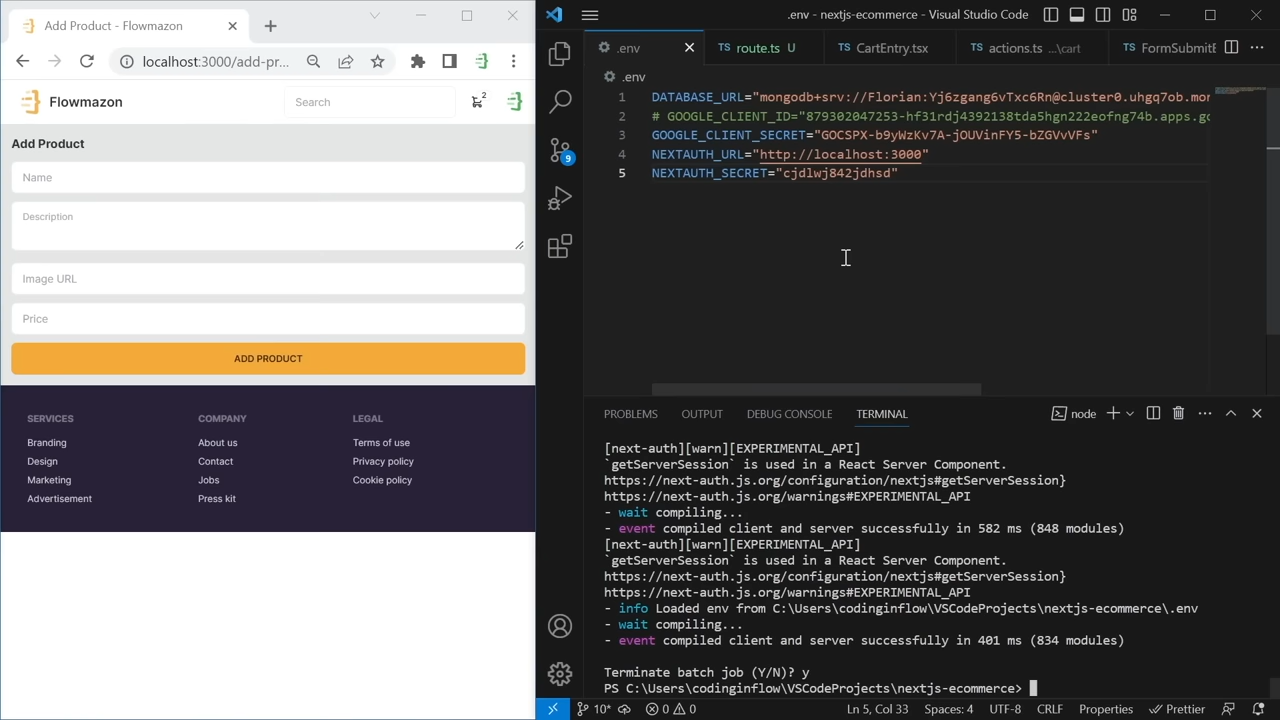 Add Product - Flowmazon
localhost:3000/add-pr...
Flowmazon
Search
2
Add Product
Name
Description
Image URL
Price
ADD PRODUCT
SERVICES
Branding
Design
Marketing
Advertisement
COMPANY
About us
Contact
Jobs
Press kit
LEGAL
Terms of use
Privacy policy
Cookie policy
.env - nextjs-ecommerce - Visual Studio Code
.env
TS route.ts U
TS CartEntry.tsx
TS actions.ts ...\cart
TS FormSubmitB
.env
1 DATABASE_URL="mongodb+srv://Florian:Yj6zgang6vTxc6Rn@cluster0.uhgq7ob.mon
2 # GOOGLE_CLIENT_ID="879302047253-hf31rdj4392138tda5hgn222eofng74b.apps.go
3 GOOGLE_CLIENT_SECRET="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"
4 NEXTAUTH_URL="http://localhost:3000"
5 NEXTAUTH_SECRET="cjdlwj842jdhsd"
9
PROBLEMS
OUTPUT
DEBUG CONSOLE
TERMINAL
node
[next-auth][warn][EXPERIMENTAL_API]
`getServerSession` is used in a React Server Component.
https://next-auth.js.org/configuration/nextjs#getServerSession}
https://next-auth.js.org/warnings#EXPERIMENTAL_API
- wait compiling...
- event compiled client and server successfully in 582 ms (848 modules)
[next-auth][warn][EXPERIMENTAL_API]
`getServerSession` is used in a React Server Component.
https://next-auth.js.org/configuration/nextjs#getServerSession}
https://next-auth.js.org/warnings#EXPERIMENTAL_API
- info Loaded env from C:\Users\codinginflow\VSCodeProjects\nextjs-ecommerce\.env
- wait compiling...
- event compiled client and server successfully in 401 ms (834 modules)
Terminate batch job (Y/N)? y
PS C:\Users\codinginflow\VSCodeProjects\nextjs-ecommerce>
10*
0
0
Ln 5, Col 33
Spaces: 4
UTF-8
CRLF
Properties
Prettier